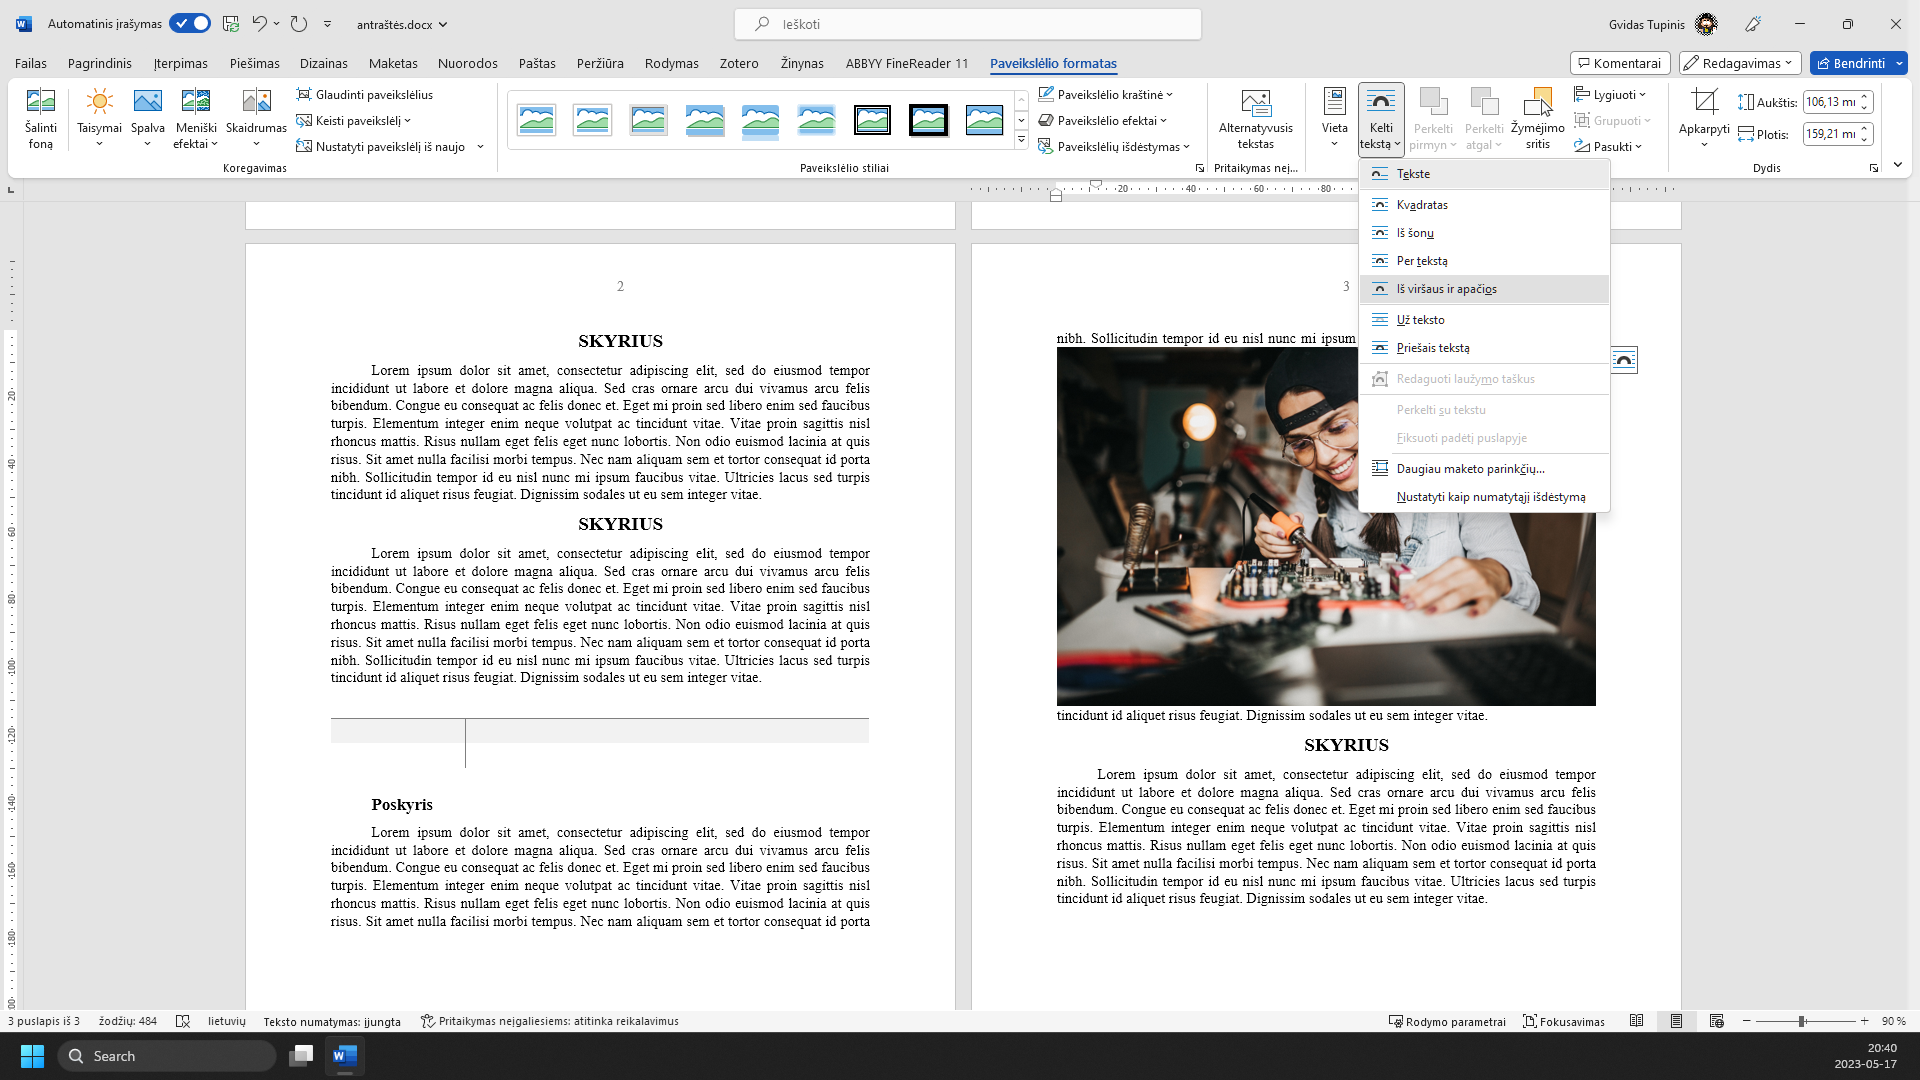 Automatinis įrašymas
antraštės.docx
Ieškoti
Gvidas Tupinis
Failas
Pagrindinis
Įterpimas
Piešimas
Dizainas
Maketas
Nuorodos
Paštas
Peržiūra
Rodymas
Zotero
Žinynas
ABBYY FineReader 11
Paveikslėlio formatas
Komentarai
Redagavimas
Bendrinti
Šalinti
foną
Taisymai
Spalva
Meniški
efektai
Skaidrumas
Glaudinti paveikslėlius
Keisti paveikslėlį
Nustatyti paveikslėlį iš naujo
Koregavimas
Paveikslėlio kraštinė
Paveikslėlio efektai
Paveikslėlių išdėstymas
Paveikslėlio stiliai
Alternatyvusis
tekstas
Pritaikymas nej...
Vieta
Kelti
tekstą
Perkelti
pirmyn
Perkelti
atgal
Žymėjimo
sritis
Lygiuoti
Grupuoti
Pasukti
Apkarpyti
Aukštis:
106,13 mi
Plotis:
159,21 mi
Dydis
Tekste
Kvadratas
Iš šonų
Per tekstą
Iš viršaus ir apačios
Už teksto
Priešais tekstą
Redaguoti laužymo taškus
Perkelti su tekstu
Fiksuoti padėtį puslapyje
Daugiau maketo parinkčių...
Nustatyti kaip numatytąjį išdėstymą
20
40
60
80
20
40
60
80
100
120
140
160
180
2
SKYRIUS
Lorem ipsum dolor sit amet, consectetur adipiscing elit, sed do eiusmod tempor
incididunt ut labore et dolore magna aliqua. Sed cras ornare arcu dui vivamus arcu felis
bibendum. Congue eu consequat ac felis donec et. Eget mi proin sed libero enim sed faucibus
turpis. Elementum integer enim neque volutpat ac tincidunt vitae. Vitae proin sagittis nisl
rhoncus mattis. Risus nullam eget felis eget nunc lobortis. Non odio euismod lacinia at quis
risus. Sit amet nulla facilisi morbi tempus. Nec nam aliquam sem et tortor consequat id porta
nibh. Sollicitudin tempor id eu nisl nunc mi ipsum faucibus vitae. Ultricies lacus sed turpis
tincidunt id aliquet risus feugiat. Dignissim sodales ut eu sem integer vitae.
SKYRIUS
Lorem ipsum dolor sit amet, consectetur adipiscing elit, sed do eiusmod tempor
incididunt ut labore et dolore magna aliqua. Sed cras ornare arcu dui vivamus arcu felis
bibendum. Congue eu consequat ac felis donec et. Eget mi proin sed libero enim sed faucibus
turpis. Elementum integer enim neque volutpat ac tincidunt vitae. Vitae proin sagittis nisl
rhoncus mattis. Risus nullam eget felis eget nunc lobortis. Non odio euismod lacinia at quis
risus. Sit amet nulla facilisi morbi tempus. Nec nam aliquam sem et tortor consequat id porta
nibh. Sollicitudin tempor id eu nisl nunc mi ipsum faucibus vitae. Ultricies lacus sed turpis
tincidunt id aliquet risus feugiat. Dignissim sodales ut eu sem integer vitae.
Poskyris
Lorem ipsum dolor sit amet, consectetur adipiscing elit, sed do eiusmod tempor
incididunt ut labore et dolore magna aliqua. Sed cras ornare arcu dui vivamus arcu felis
bibendum. Congue eu consequat ac felis donec et. Eget mi proin sed libero enim sed faucibus
turpis. Elementum integer enim neque volutpat ac tincidunt vitae. Vitae proin sagittis nisl
rhoncus mattis. Risus nullam eget felis eget nunc lobortis. Non odio euismod lacinia at quis
risus. Sit amet nulla facilisi morbi tempus. Nec nam aliquam sem et tortor consequat id porta
3
nibh. Sollicitudin tempor id eu nisl nunc mi ipsum
tincidunt id aliquet risus feugiat. Dignissim sodales ut eu sem integer vitae.
SKYRIUS
Lorem ipsum dolor sit amet, consectetur adipiscing elit, sed do eiusmod tempor
incididunt ut labore et dolore magna aliqua. Sed cras ornare arcu dui vivamus arcu felis
bibendum. Congue eu consequat ac felis donec et. Eget mi proin sed libero enim sed faucibus
turpis. Elementum integer enim neque volutpat ac tincidunt vitae. Vitae proin sagittis nisl
rhoncus mattis. Risus nullam eget felis eget nunc lobortis. Non odio euismod lacinia at quis
risus. Sit amet nulla facilisi morbi tempus. Nec nam aliquam sem et tortor consequat id porta
nibh. Sollicitudin tempor id eu nisl nunc mi ipsum faucibus vitae. Ultricies lacus sed turpis
tincidunt id aliquet risus feugiat. Dignissim sodales ut eu sem integer vitae.
3 puslapis iš 3
žodžių: 484
lietuvių
Teksto numatymas: įjungta
Pritaikymas neįgaliesiems: atitinka reikalavimus
Rodymo parametrai
Fokusavimas
90 %
Search
20:40
2023-05-17